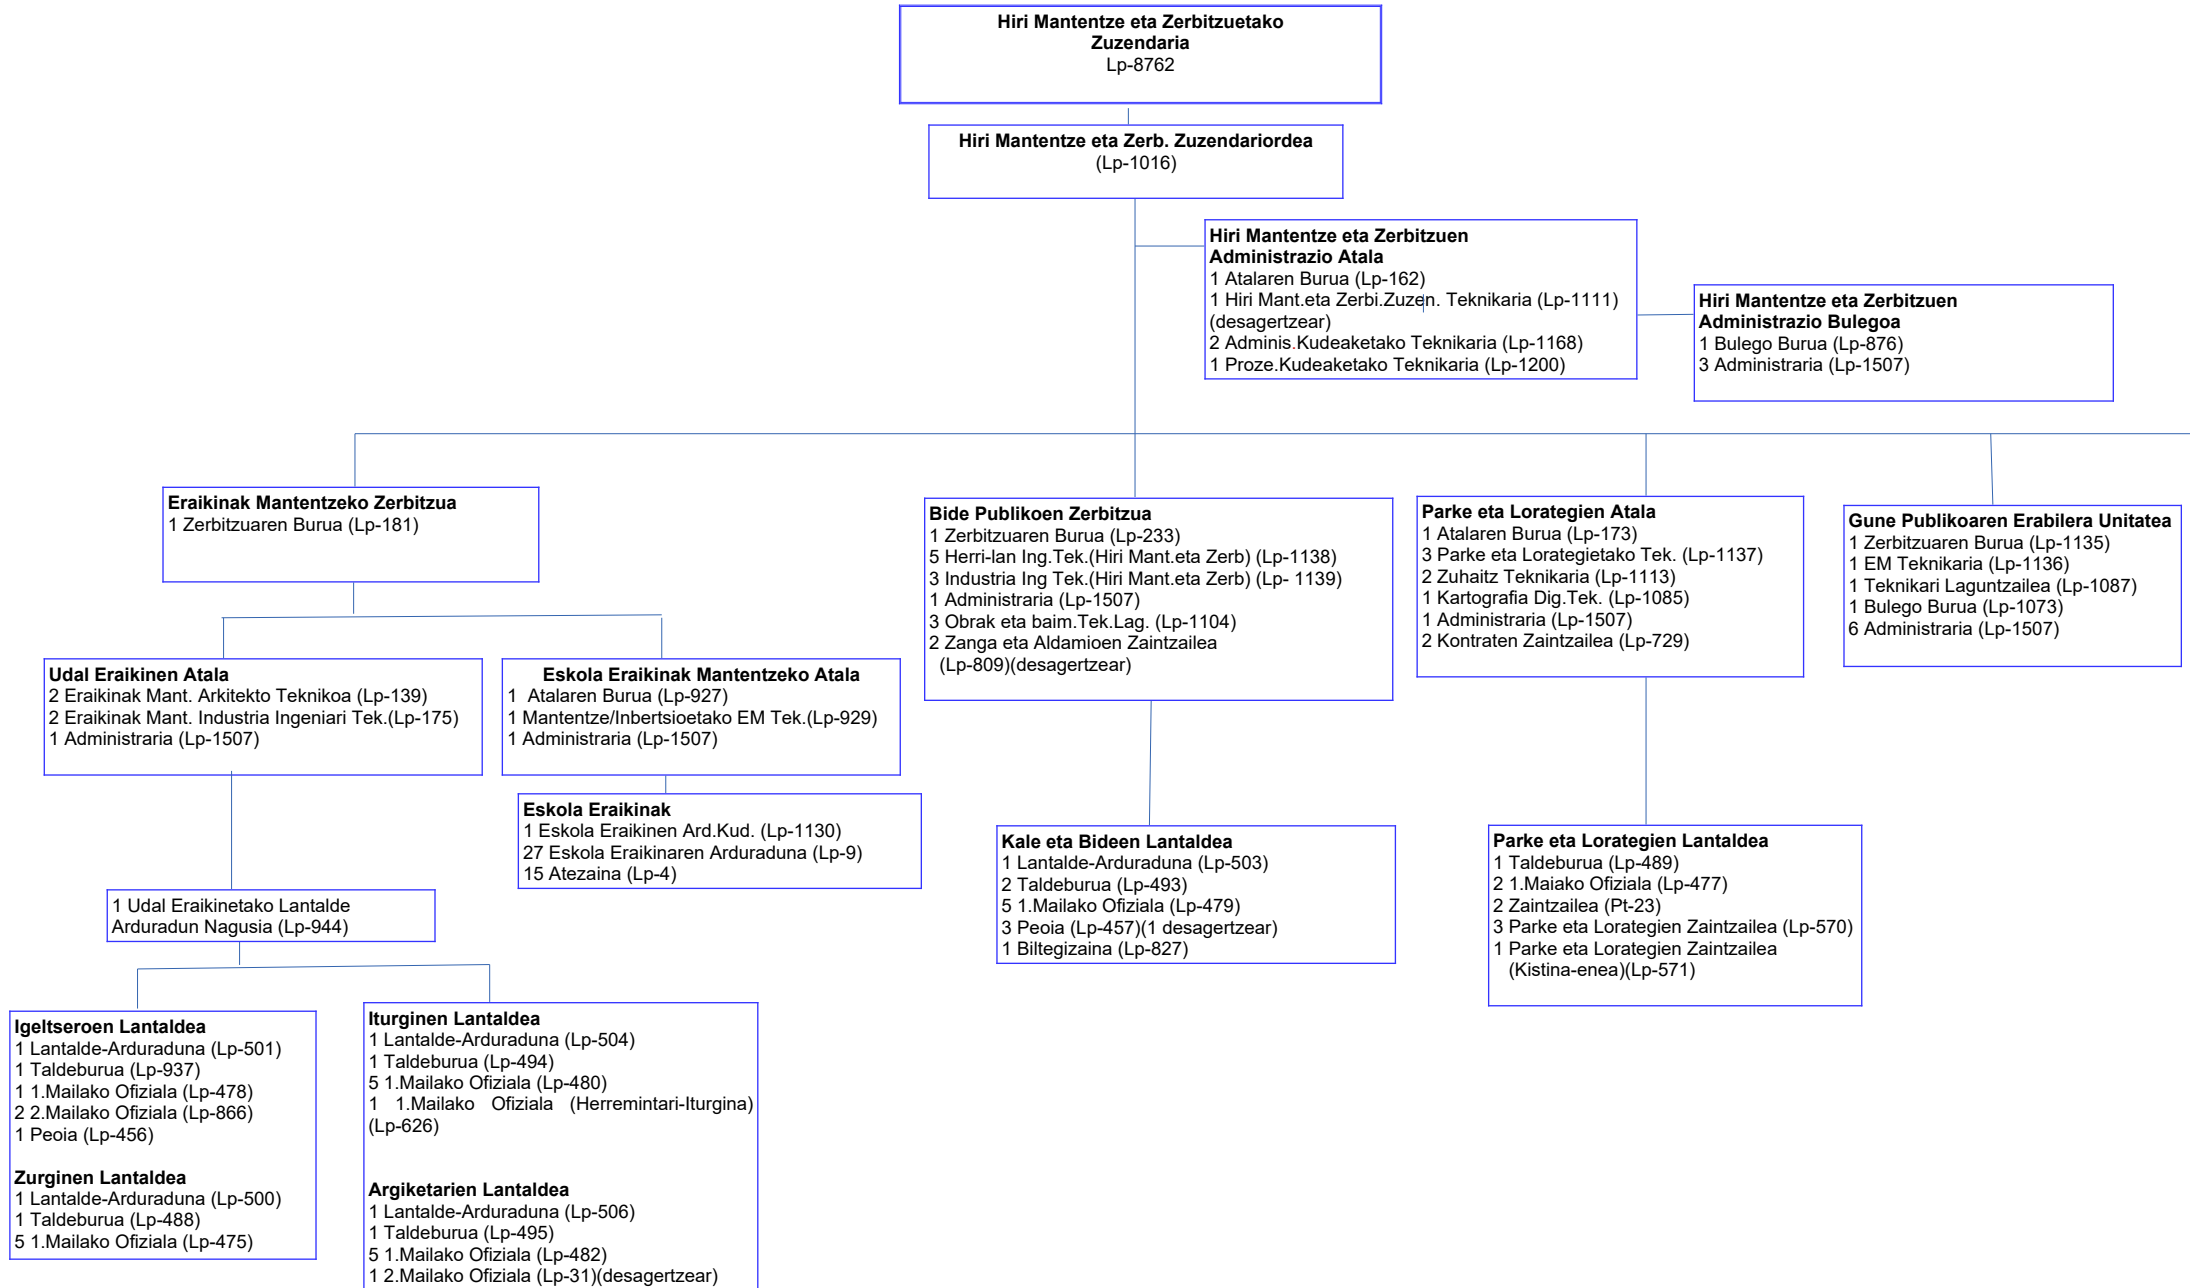 Hiri Mantentze eta Zerbitzuetako
Zuzendaria
Lp-8762
Hiri Mantentze eta Zerb. Zuzendariordea
(Lp-1016)
Hiri Mantentze eta Zerbitzuen
Administrazio Atala
1 Atalaren Burua (Lp-162)
1 Hiri Mant.eta Zerbi.Zuzen. Teknikaria (Lp-1111)
(desagertzear)
2 Adminis.Kudeaketako Teknikaria (Lp-1168)
1 Proze.Kudeaketako Teknikaria (Lp-1200)
Hiri Mantentze eta Zerbitzuen
Administrazio Bulegoa
1 Bulego Burua (Lp-876)
3 Administraria (Lp-1507)
Eraikinak Mantentzeko Zerbitzua
1 Zerbitzuaren Burua (Lp-181)
Bide Publikoen Zerbitzua
1 Zerbitzuaren Burua (Lp-233)
5 Herri-lan Ing.Tek.(Hiri Mant.eta Zerb) (Lp-1138)
3 Industria Ing Tek.(Hiri Mant.eta Zerb) (Lp- 1139)
1 Administraria (Lp-1507)
3 Obrak eta baim.Tek.Lag. (Lp-1104)
2 Zanga eta Aldamioen Zaintzailea
(Lp-809)(desagertzear)
Parke eta Lorategien Atala
1 Atalaren Burua (Lp-173)
3 Parke eta Lorategietako Tek. (Lp-1137)
2 Zuhaitz Teknikaria (Lp-1113)
1 Kartografia Dig.Tek. (Lp-1085)
1 Administraria (Lp-1507)
2 Kontraten Zaintzailea (Lp-729)
Gune Publikoaren Erabilera Unitatea
1 Zerbitzuaren Burua (Lp-1135)
1 EM Teknikaria (Lp-1136)
1 Teknikari Laguntzailea (Lp-1087)
1 Bulego Burua (Lp-1073)
6 Administraria (Lp-1507)
Udal Eraikinen Atala
2 Eraikinak Mant. Arkitekto Teknikoa (Lp-139)
2 Eraikinak Mant. Industria Ingeniari Tek.(Lp-175)
1 Administraria (Lp-1507)
Eskola Eraikinak Mantentzeko Atala
1 Atalaren Burua (Lp-927)
1 Mantentze/Inbertsioetako EM Tek.(Lp-929)
1 Administraria (Lp-1507)
Eskola Eraikinak
1 Eskola Eraikinen Ard.Kud. (Lp-1130)
27 Eskola Eraikinaren Arduraduna (Lp-9)
15 Atezaina (Lp-4)
Kale eta Bideen Lantaldea
1 Lantalde-Arduraduna (Lp-503)
2 Taldeburua (Lp-493)
5 1.Mailako Ofiziala (Lp-479)
3 Peoia (Lp-457)(1 desagertzear)
1 Biltegizaina (Lp-827)
Parke eta Lorategien Lantaldea
1 Taldeburua (Lp-489)
2 1.Maiako Ofiziala (Lp-477)
2 Zaintzailea (Pt-23)
3 Parke eta Lorategien Zaintzailea (Lp-570)
1 Parke eta Lorategien Zaintzailea
(Kistina-enea)(Lp-571)
1 Udal Eraikinetako Lantalde
Arduradun Nagusia (Lp-944)
Igeltseroen Lantaldea
1 Lantalde-Arduraduna (Lp-501)
1 Taldeburua (Lp-937)
1 1.Mailako Ofiziala (Lp-478)
2 2.Mailako Ofiziala (Lp-866)
1 Peoia (Lp-456)
Zurginen Lantaldea
1 Lantalde-Arduraduna (Lp-500)
1 Taldeburua (Lp-488)
5 1.Mailako Ofiziala (Lp-475)
Iturginen Lantaldea
1 Lantalde-Arduraduna (Lp-504)
1 Taldeburua (Lp-494)
5 1.Mailako Ofiziala (Lp-480)
1 1.Mailako Ofiziala (Herremintari-Iturgina)
(Lp-626)
Argiketarien Lantaldea
1 Lantalde-Arduraduna (Lp-506)
1 Taldeburua (Lp-495)
5 1.Mailako Ofiziala (Lp-482)
1 2.Mailako Ofiziala (Lp-31)(desagertzear)